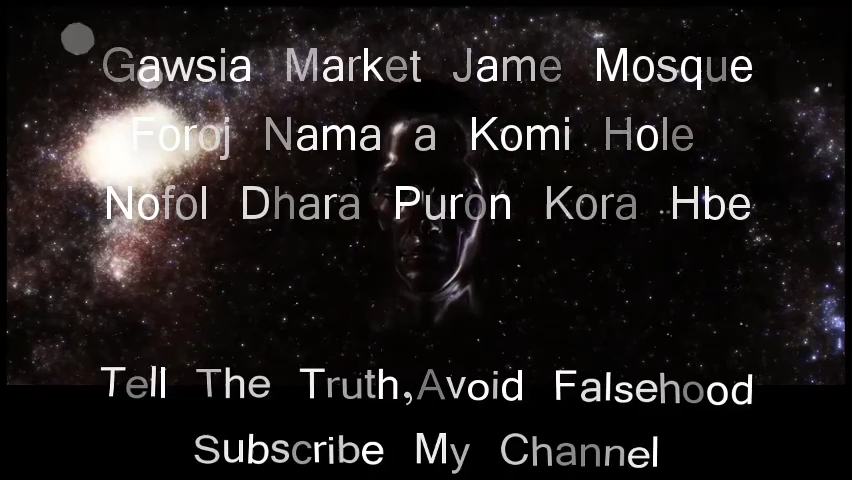 Gawsia Market Jame Mosque
Foroj Nama a Komi Hole
Nofol Dhara Puron Kora Hbe
Tell The Truth,Avoid Falsehood
Subscribe My Channel